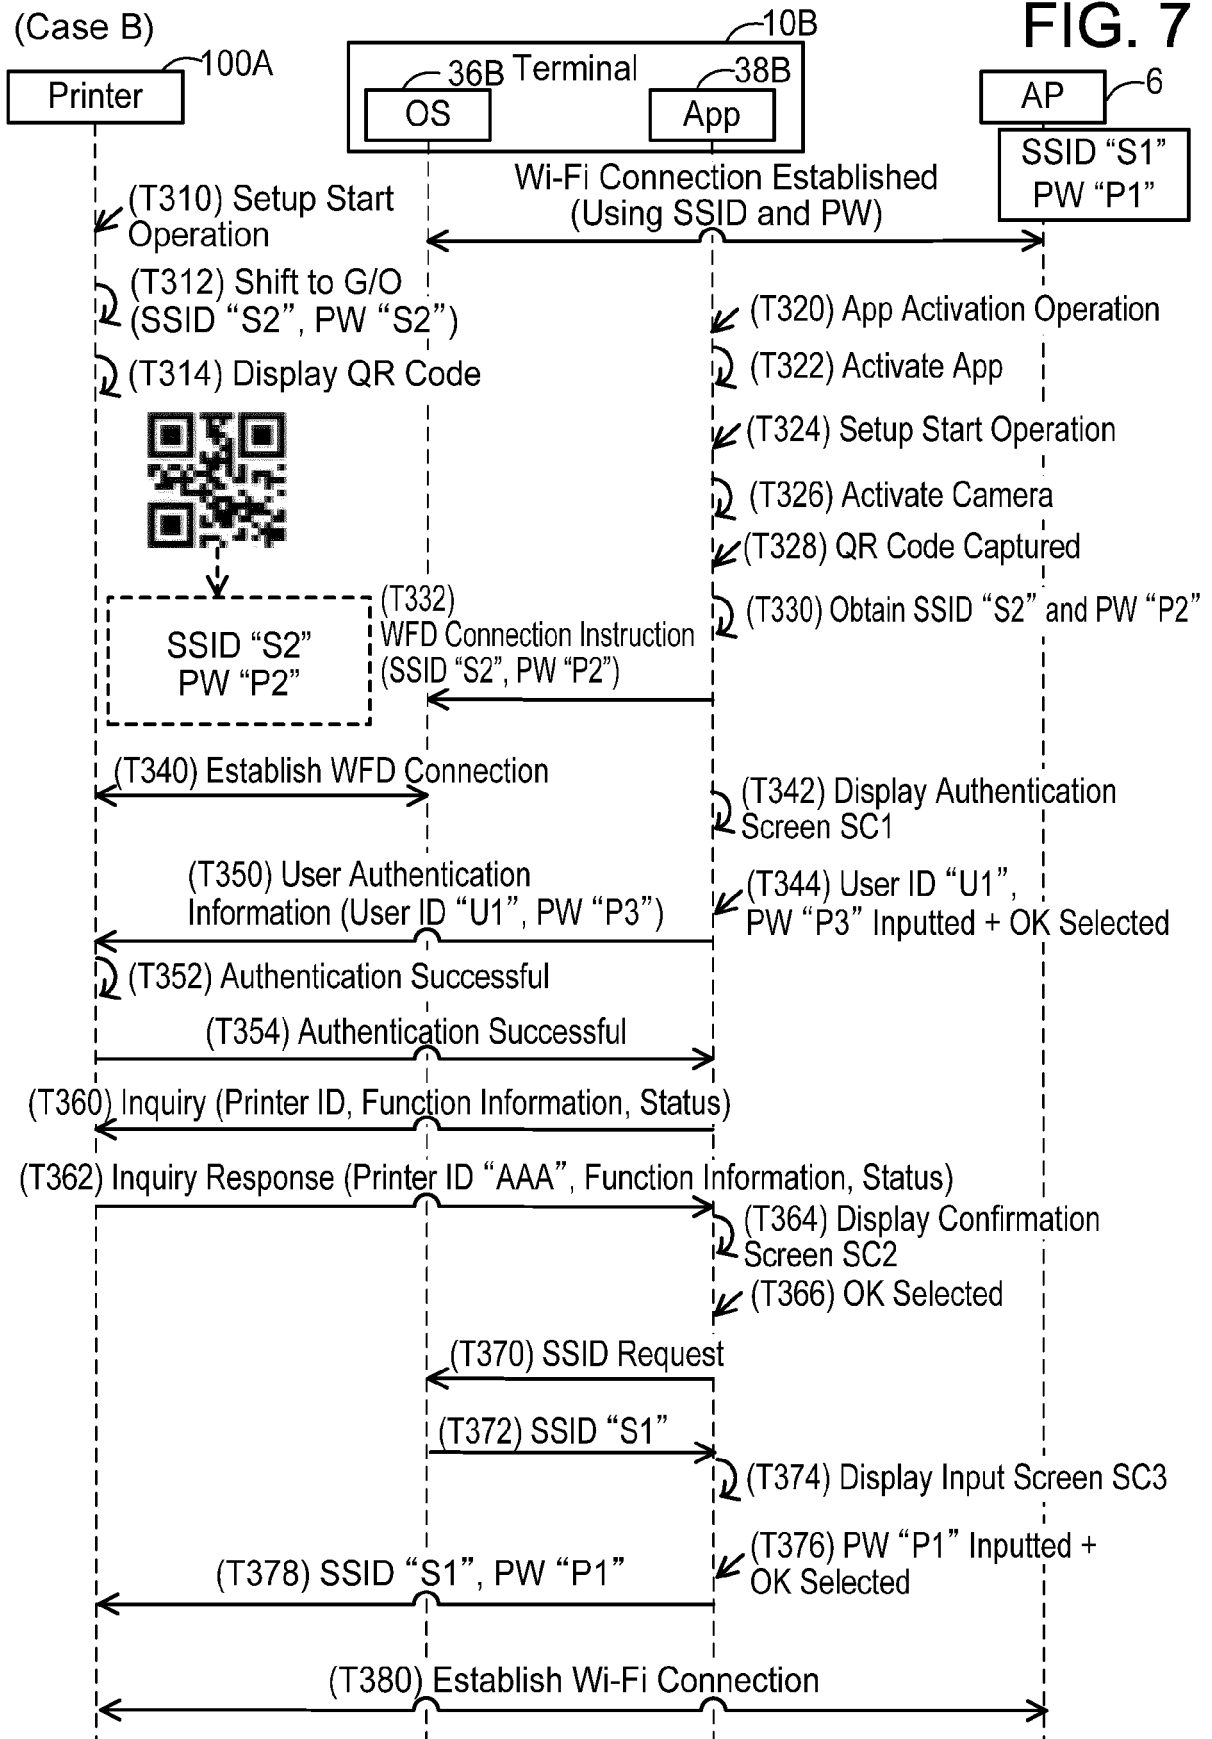 (Case B)
FIG. 7
100A
Printer
10B
Terminal
36B
OS
38B
App
6
AP
SSID “S1”
PW “P1”
Wi-Fi Connection Established
(Using SSID and PW)
(T310) Setup Start
Operation
(T312) Shift to G/O
(SSID “S2”, PW “S2”)
(T314) Display QR Code
(T320) App Activation Operation
(T322) Activate App
(T324) Setup Start Operation
(T326) Activate Camera
(T328) QR Code Captured
(T330) Obtain SSID “S2” and PW “P2”
SSID “S2”
PW “P2”
(T332)
WFD Connection Instruction
(SSID “S2”, PW “P2”)
(T340) Establish WFD Connection
(T342) Display Authentication
Screen SC1
(T344) User ID “U1”,
PW “P3” Inputted + OK Selected
(T350) User Authentication
Information (User ID “U1”, PW “P3”)
(T352) Authentication Successful
(T354) Authentication Successful
(T360) Inquiry (Printer ID, Function Information, Status)
(T362) Inquiry Response (Printer ID “AAA”, Function Information, Status)
(T364) Display Confirmation
Screen SC2
(T366) OK Selected
(T370) SSID Request
(T372) SSID “S1”
(T374) Display Input Screen SC3
(T376) PW “P1” Inputted +
OK Selected
(T378) SSID “S1”, PW “P1”
(T380) Establish Wi-Fi Connection